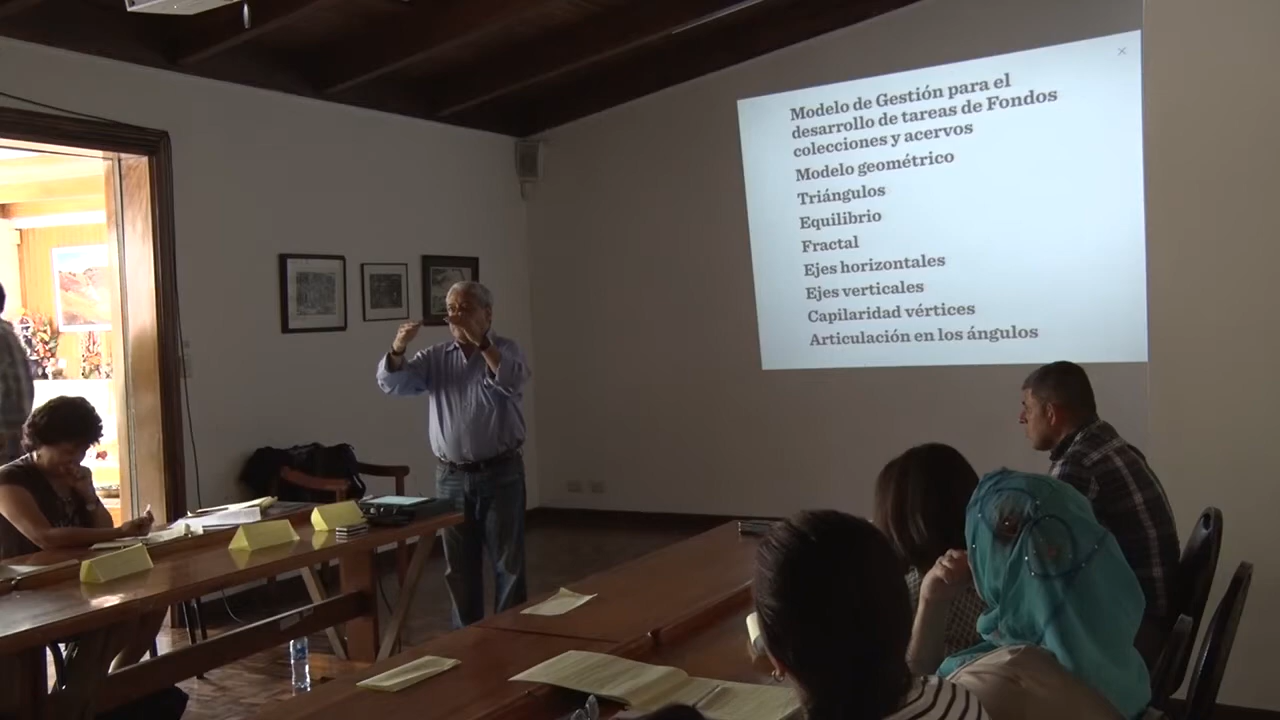 Modelo de Gestión para el
desarrollo de tareas de Fondos
colecciones y acervos
Modelo geométrico
Triángulos
Equilibrio
Fractal
Ejes horizontales
Ejes verticales
Capilaridad vértices
Articulación en los ángulos